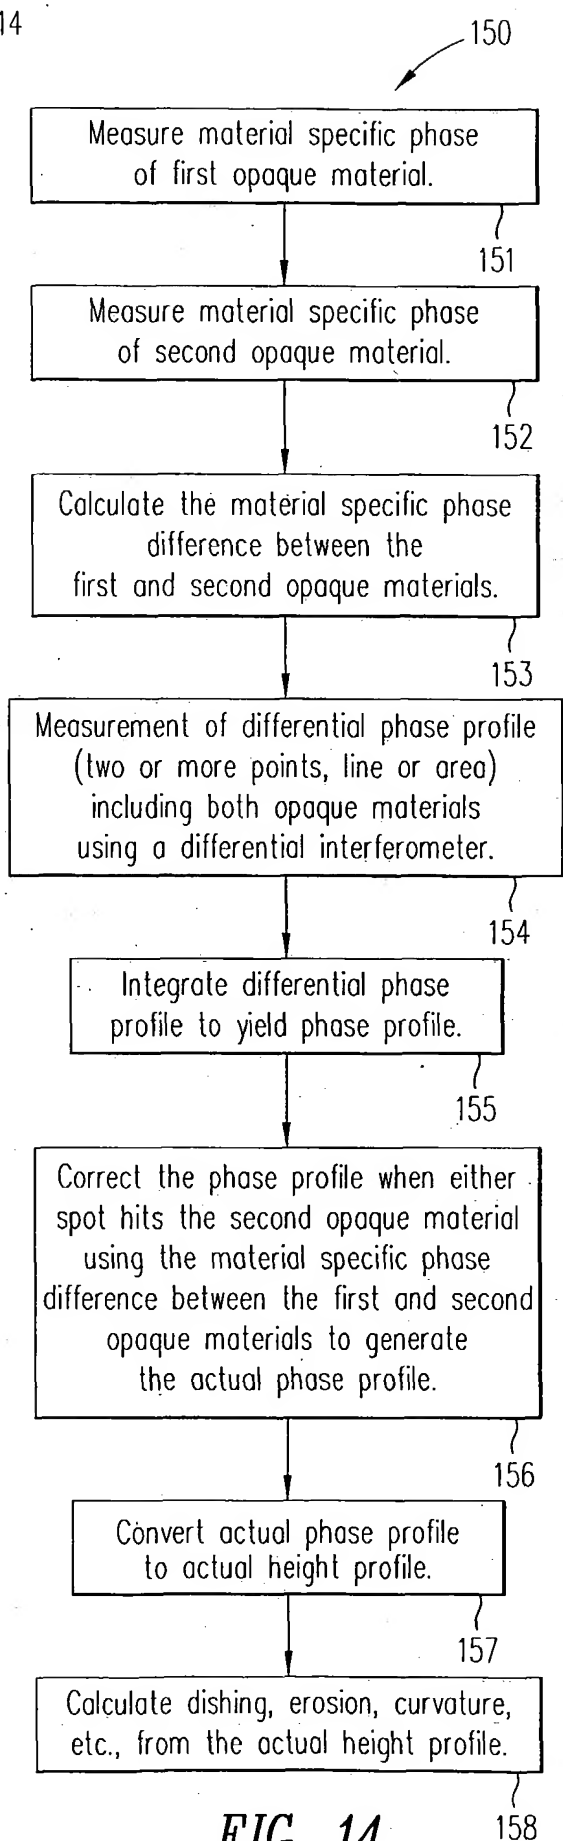 14
150
Measure material specific phase
of first opaque material.
151
Measure material specific phase
of second opaque material.
152
Calculate the material specific phase
difference between the
first and second opaque materials.
153
Measurement of differential phase profile
(two or more points, line or area)
including both opaque materials
using a differential interferometer.
154
Integrate differential phase
profile to yield phase profile.
155
Correct the phase profile when either
spot hits the second opaque material
using the material specific phase
difference between the first and second
opaque materials to generate
the actual phase profile.
156
Convert actual phase profile
to actual height profile.
157
Calculate dishing, erosion, curvature,
etc., from the actual height profile.
158
FIG. 14